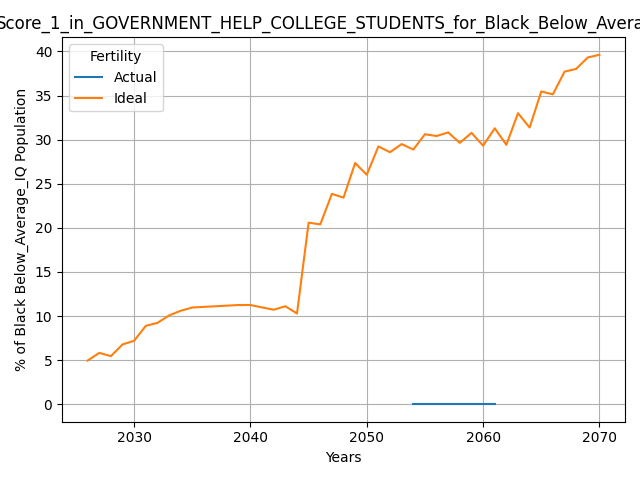 Score_1_in_GOVERNMENT_HELP_COLLEGE_STUDENTS_for_Black_Below_Avera
Fertility
Actual
Ideal
% of Black Below_Average_IQ Population
40
35
30
25
20
15
10
5
0
2030 2040 2050 2060 2070
Years